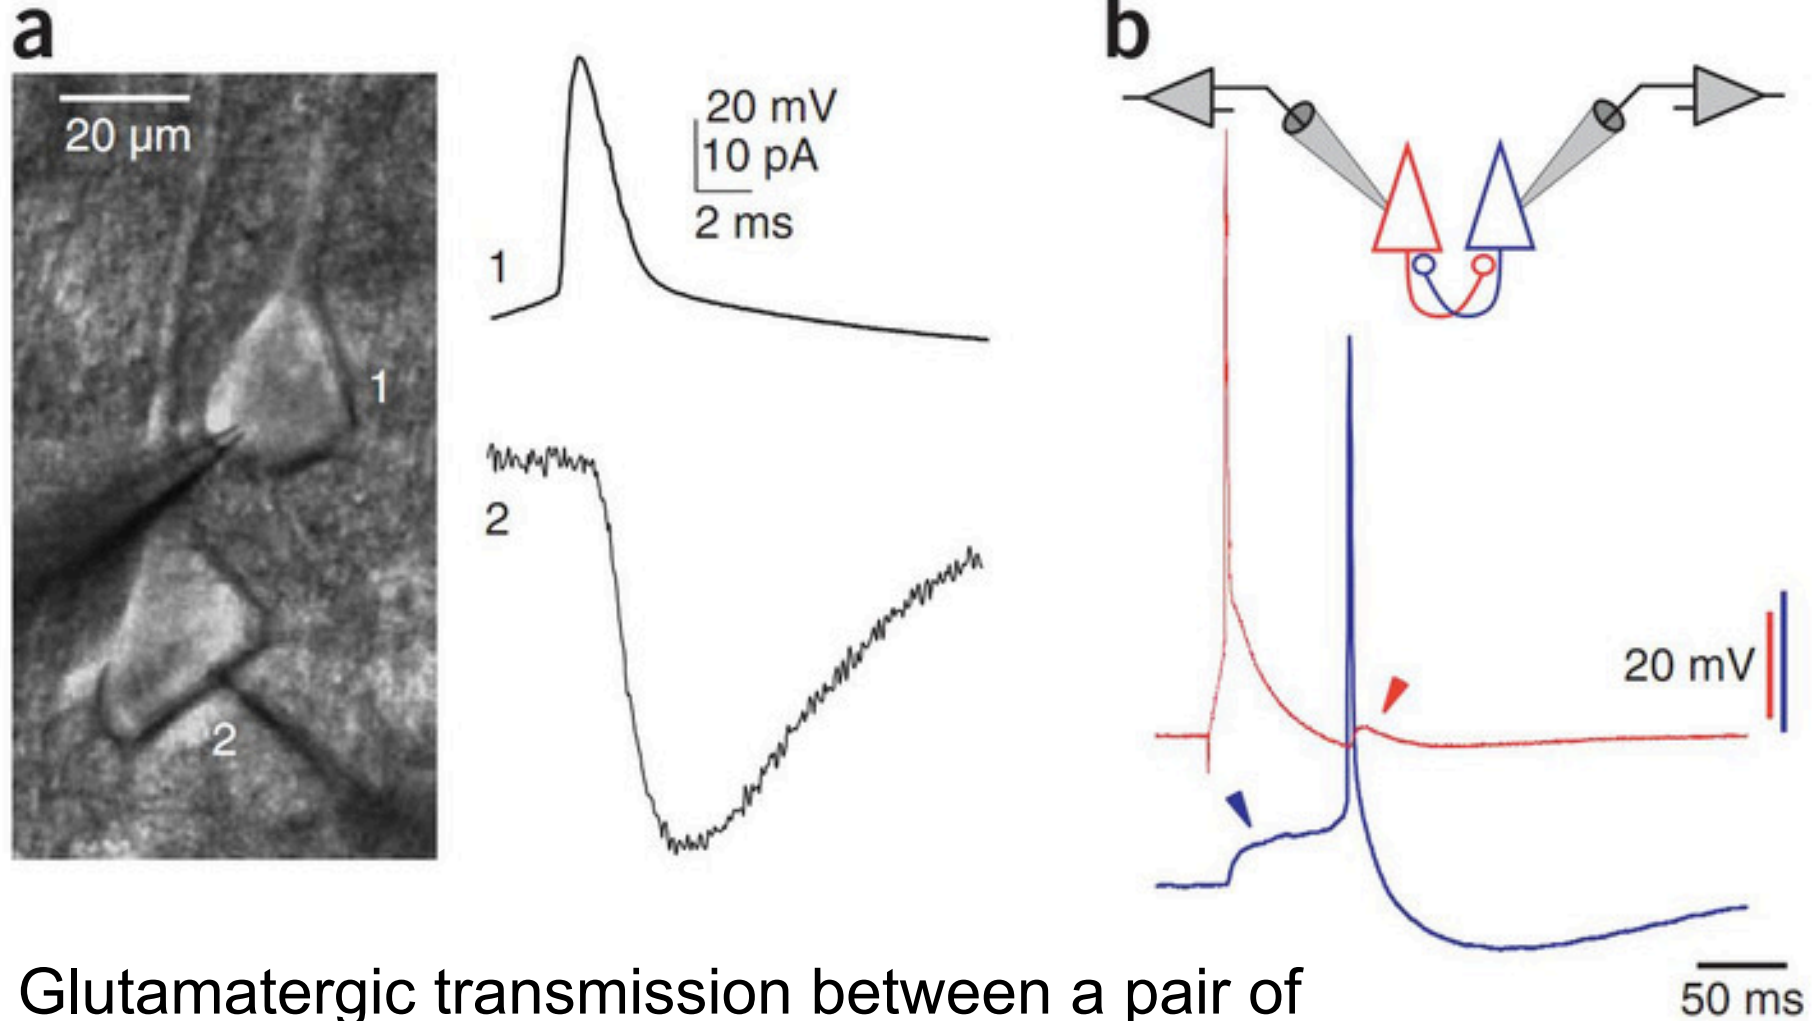 a
20 µm
1
2
1
20 mV
10 pA
2 ms
2
b
20 mV
50 ms
Glutamatergic transmission between a pair of